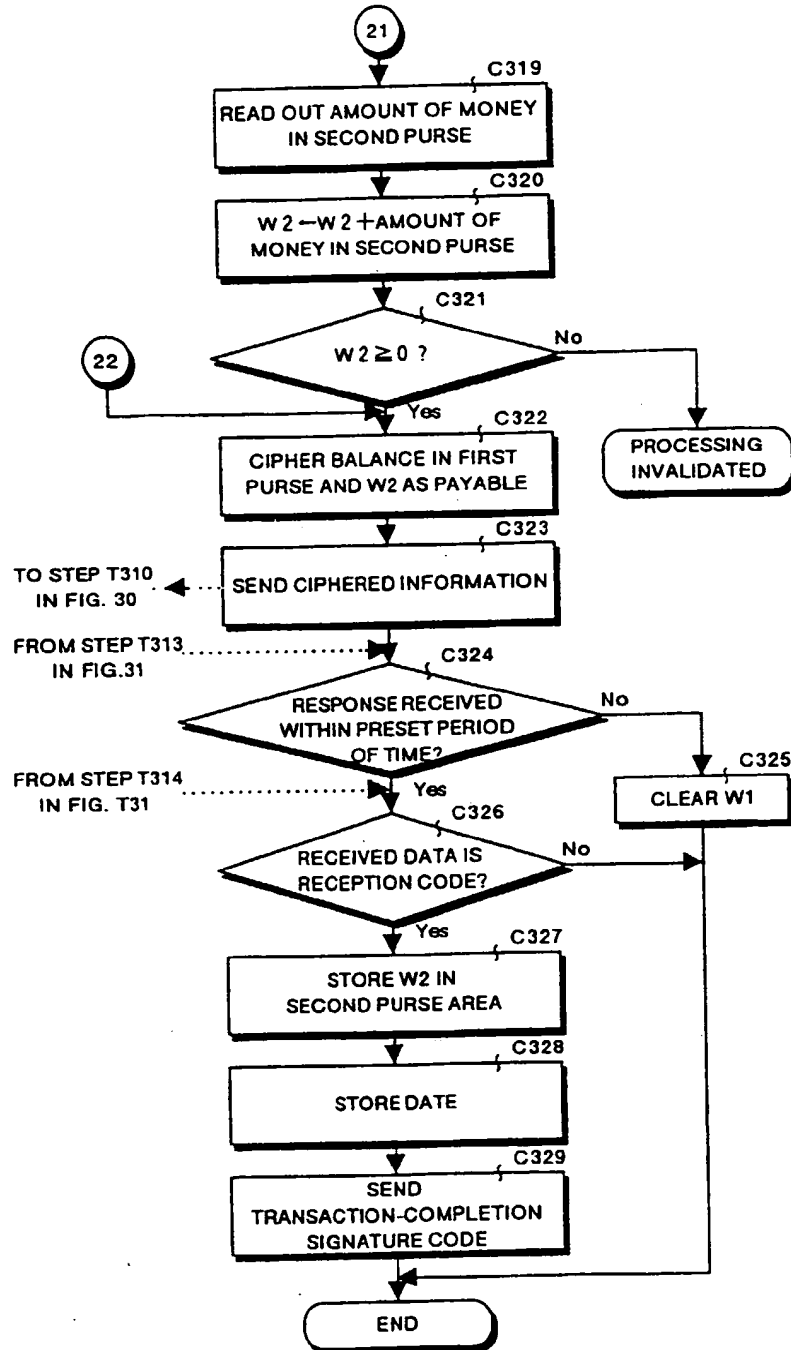 21
C319
READ OUT AMOUNT OF MONEY
IN SECOND PURSE
C320
W2←W2+AMOUNT OF
MONEY IN SECOND PURSE
C321
W2≧0 ?
No
22
Yes
C322
PROCESSING
INVALIDATED
CIPHER BALANCE IN FIRST
PURSE AND W2 AS PAYABLE
C323
TO STEP T310
IN FIG. 30
SEND CIPHERED INFORMATION
FROM STEP T313
IN FIG.31
C324
RESPONSE RECEIVED
WITHIN PRESET PERIOD
OF TIME?
No
C325
CLEAR W1
FROM STEP T314
IN FIG. T31
Yes
C326
RECEIVED DATA IS
RECEPTION CODE?
No
Yes
C327
STORE W2 IN
SECOND PURSE AREA
C328
STORE DATE
C329
SEND
TRANSACTION-COMPLETION
SIGNATURE CODE
END